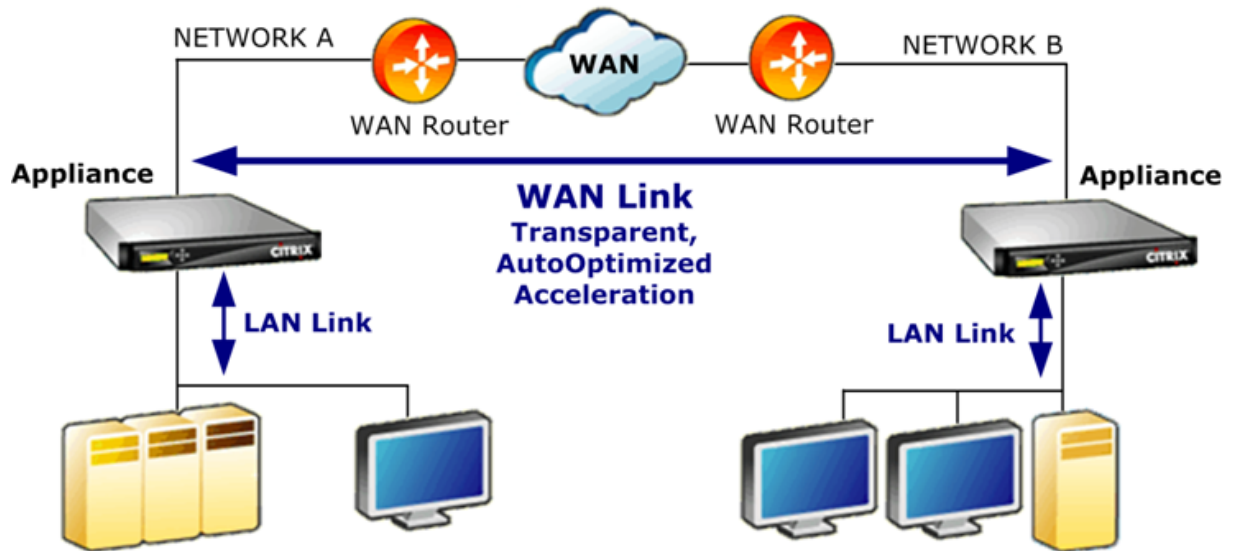 NETWORK A
WAN
NETWORK B
WAN Router
WAN Router
Appliance
Appliance
WAN Link
Transparent,
AutoOptimized
Acceleration
CITRIX
CITRIX
LAN Link
LAN Link